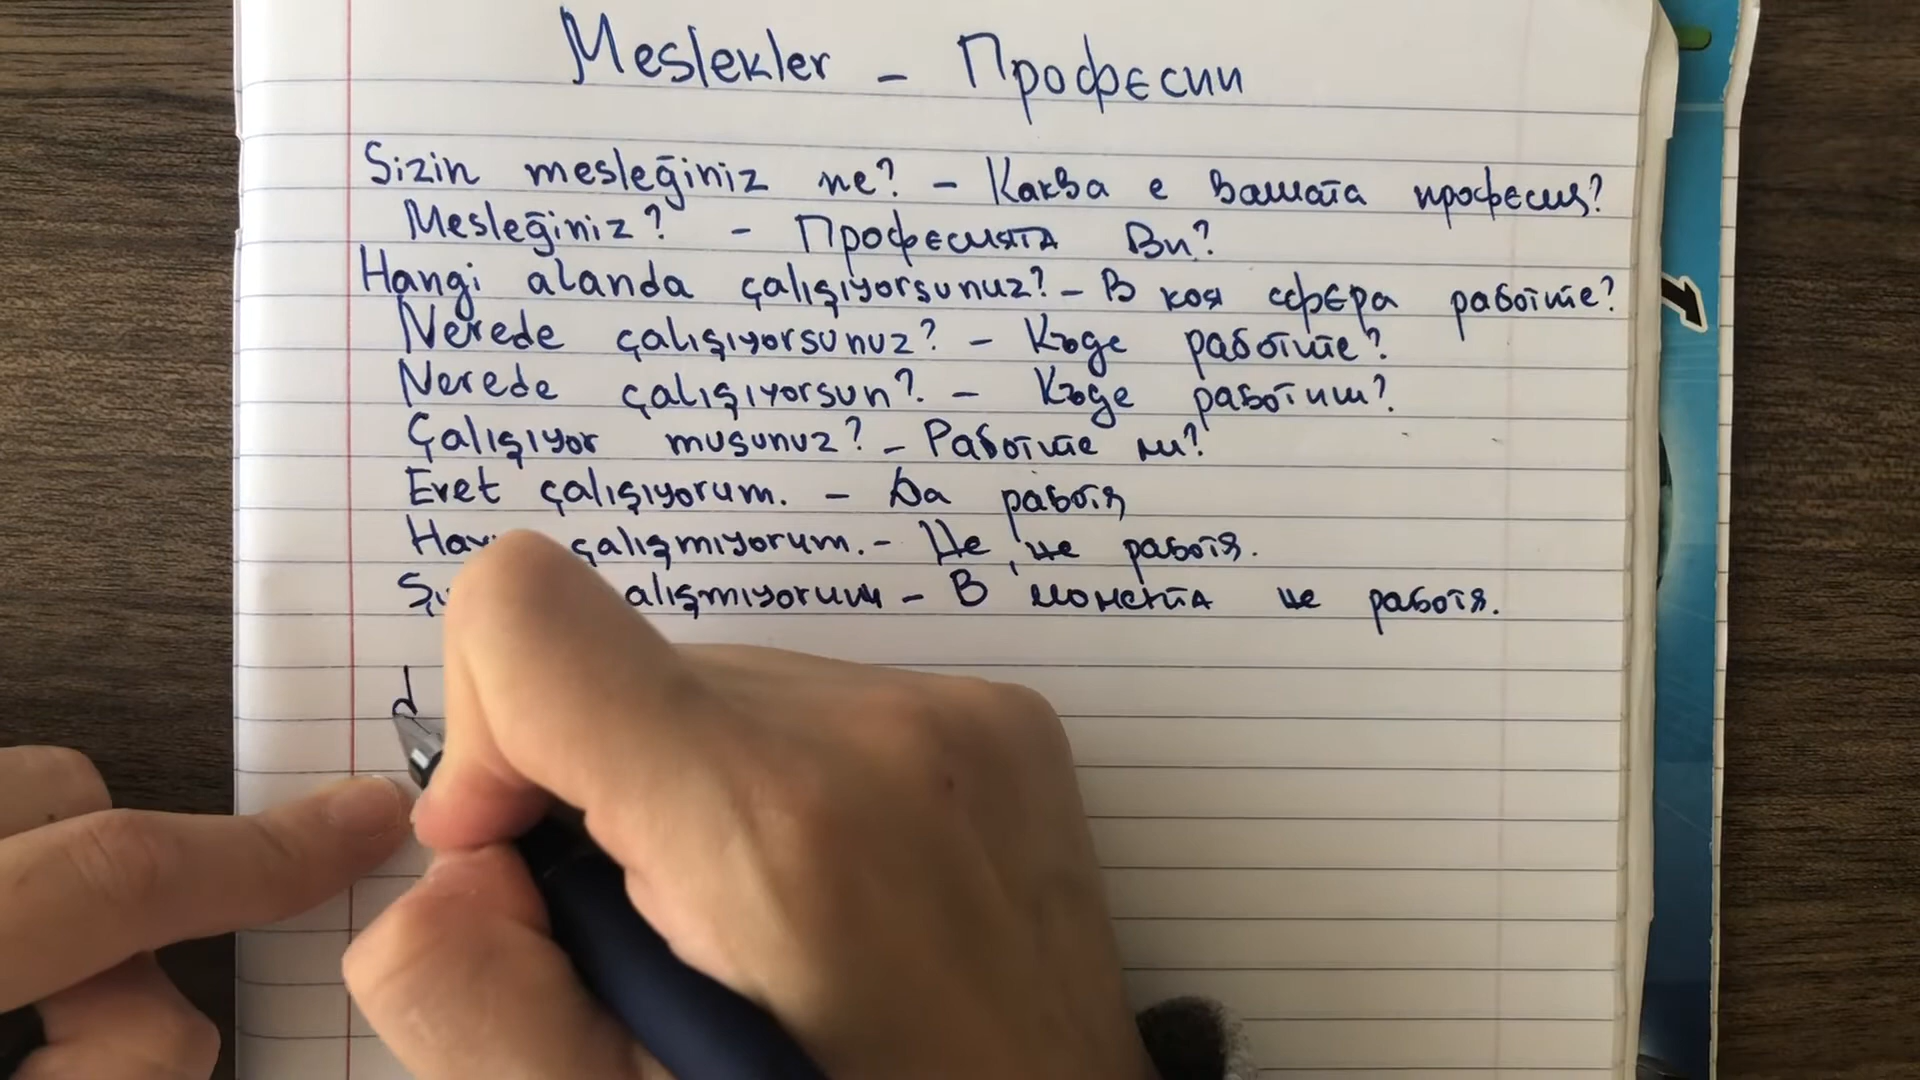 Meslekler - Професии
Sizin mesleğiniz ne? - Каква е вашата професия?
Mesleğiniz? - Професията Ви?
Hangi alanda çalışıyorsunuz? - В коя сфера работите?
Nerede çalışıyorsunuz? - Къде работите?
Nerede çalışıyorsun? - Къде работиш?
Çalışıyor musunuz? - Работите ли?
Evet çalışıyorum. - Да работя
çalışmıyorum. - Не, не работя.
alışmıyorum - В момента не работя.
d